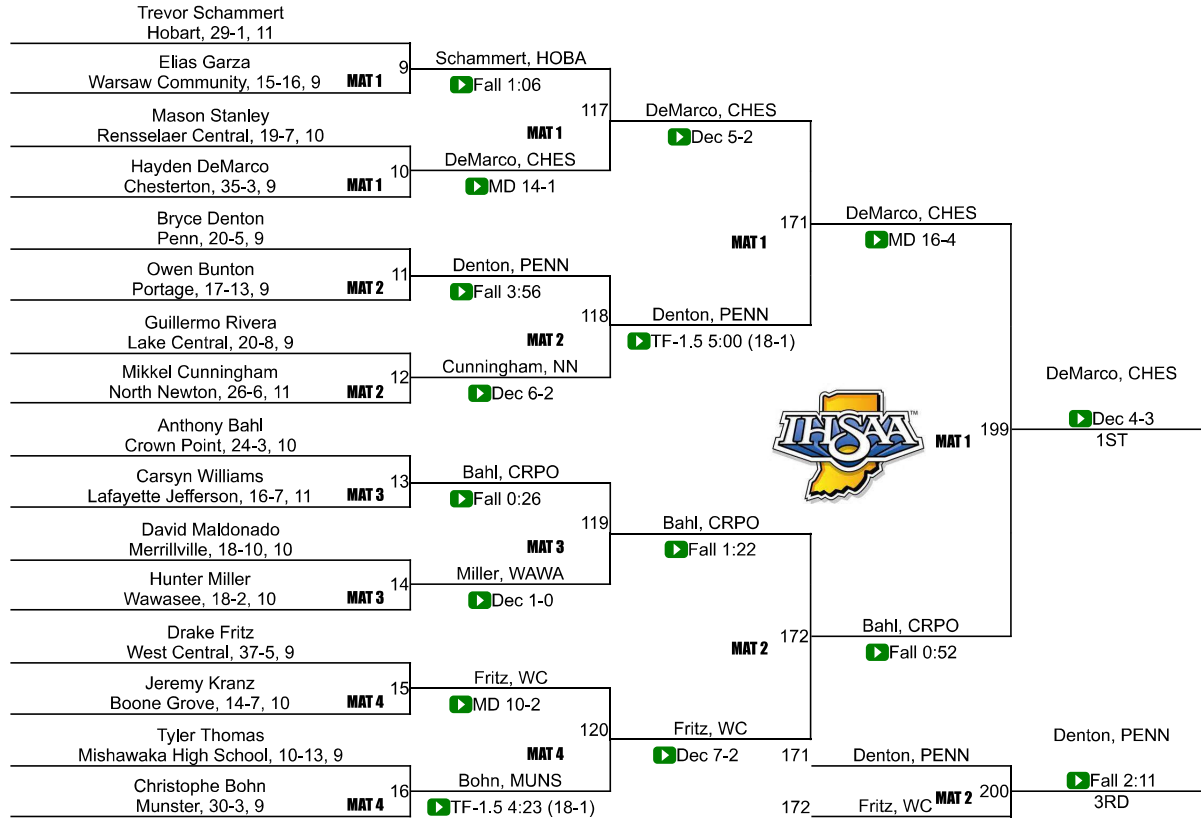 Trevor Schammert
Hobart, 29-1, 11
Elias Garza
Warsaw Community, 15-16, 9
MAT 1
9
Schammert, HOBA
Fall 1:06
Mason Stanley
Rensselaer Central, 19-7, 10
Hayden DeMarco
Chesterton, 35-3, 9
MAT 1
10
DeMarco, CHES
MD 14-1
117
MAT 1
DeMarco, CHES
Dec 5-2
Bryce Denton
Penn, 20-5, 9
Owen Bunton
Portage, 17-13, 9
MAT 2
11
Denton, PENN
Fall 3:56
Guillermo Rivera
Lake Central, 20-8, 9
Mikkel Cunningham
North Newton, 26-6, 11
MAT 2
12
Cunningham, NN
Dec 6-2
118
MAT 2
Denton, PENN
TF-1.5 5:00 (18-1)
171
MAT 1
DeMarco, CHES
MD 16-4
Anthony Bahl
Crown Point, 24-3, 10
Carsyn Williams
Lafayette Jefferson, 16-7, 11
MAT 3
13
Bahl, CRPO
Fall 0:26
David Maldonado
Merrillville, 18-10, 10
Hunter Miller
Wawasee, 18-2, 10
MAT 3
14
Miller, WAWA
Dec 1-0
119
MAT 3
Bahl, CRPO
Fall 1:22
Drake Fritz
West Central, 37-5, 9
Jeremy Kranz
Boone Grove, 14-7, 10
MAT 4
15
Fritz, WC
MD 10-2
Tyler Thomas
Mishawaka High School, 10-13, 9
Christophe Bohn
Munster, 30-3, 9
MAT 4
16
Bohn, MUNS
TF-1.5 4:23 (18-1)
120
MAT 4
Fritz, WC
Dec 7-2
172
MAT 2
Bahl, CRPO
Fall 0:52
IHSAA
TM
MAT 1
199
DeMarco, CHES
Dec 4-3
1ST
171
Denton, PENN
172
Fritz, WC
MAT 2
200
Denton, PENN
Fall 2:11
3RD